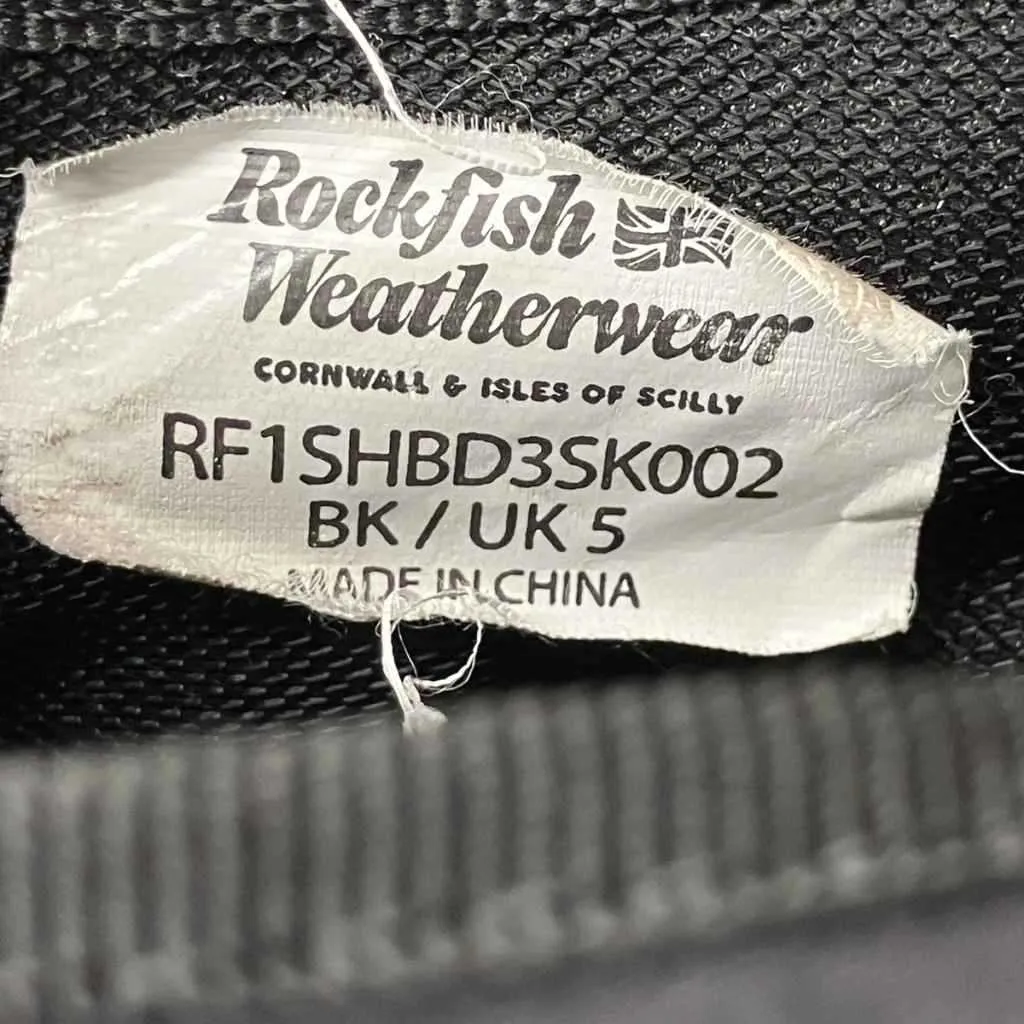 Rockfish
Weatherwear
CORNWALL & ISLES OF SCILLY
RF1SHBD3SK002
BK / UK 5
MADE IN CHINA